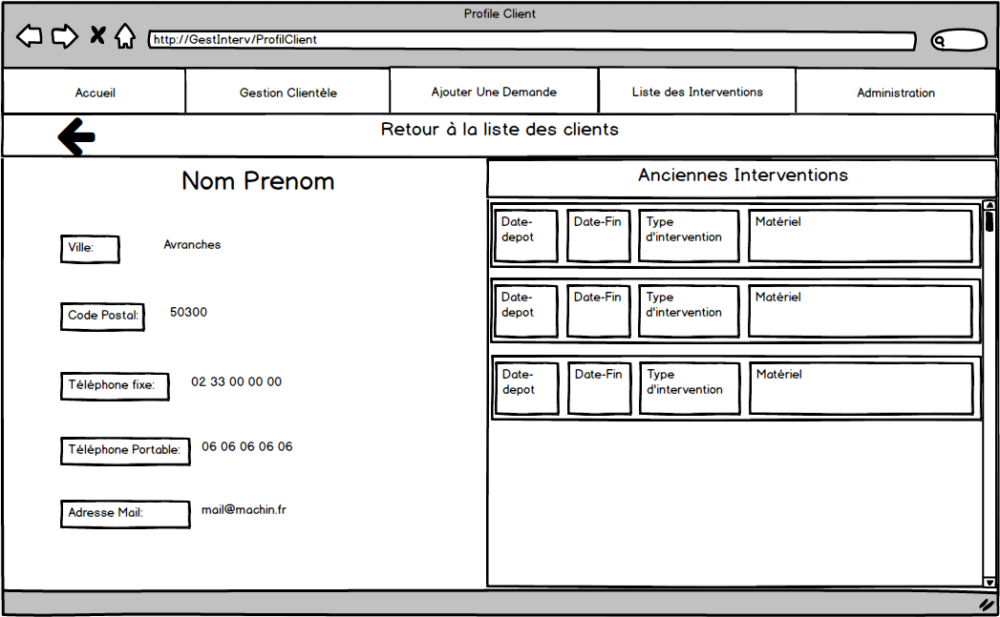 Profile Client
http://GestInterv/ProfilClient
Accueil
Gestion Clientèle
Ajouter Une Demande
Liste des Interventions
Administration
Retour à la liste des clients
Nom Prenom
Ville:
Avranches
Code Postal:
50300
Téléphone fixe:
02 33 00 00 00
Téléphone Portable:
06 06 06 06 06
Adresse Mail:
mail@machin.fr
Anciennes Interventions
Date-
depot
Date-Fin
Type
d'intervention
Matériel
Date-
depot
Date-Fin
Type
d'intervention
Matériel
Date-
depot
Date-Fin
Type
d'intervention
Matériel